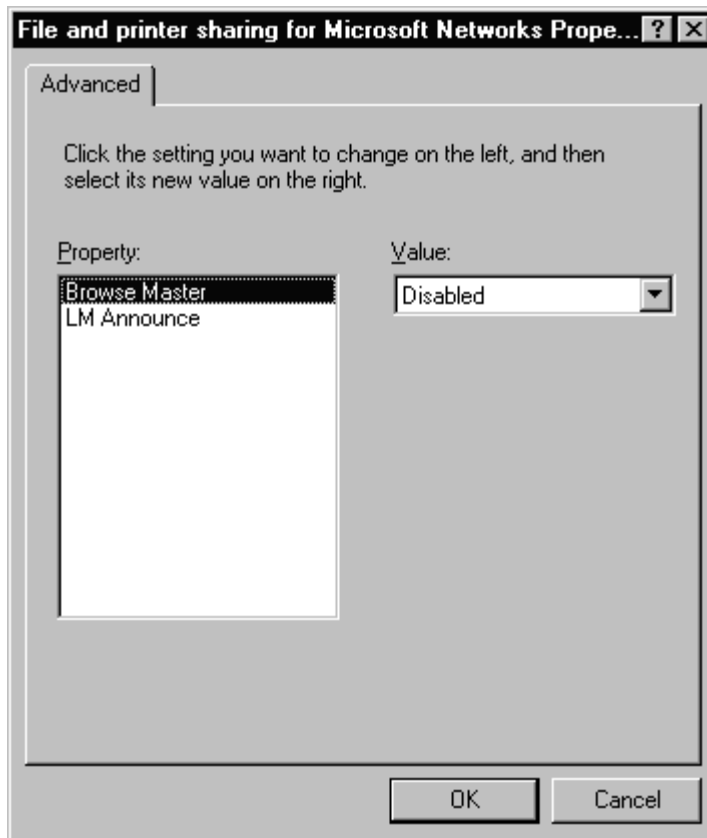 File and printer sharing for Microsoft Networks Prope...
Advanced
Click the setting you want to change on the left, and then
select its new value on the right.
Property:
Value:
Browse Master
Disabled
LM Announce
OK
Cancel